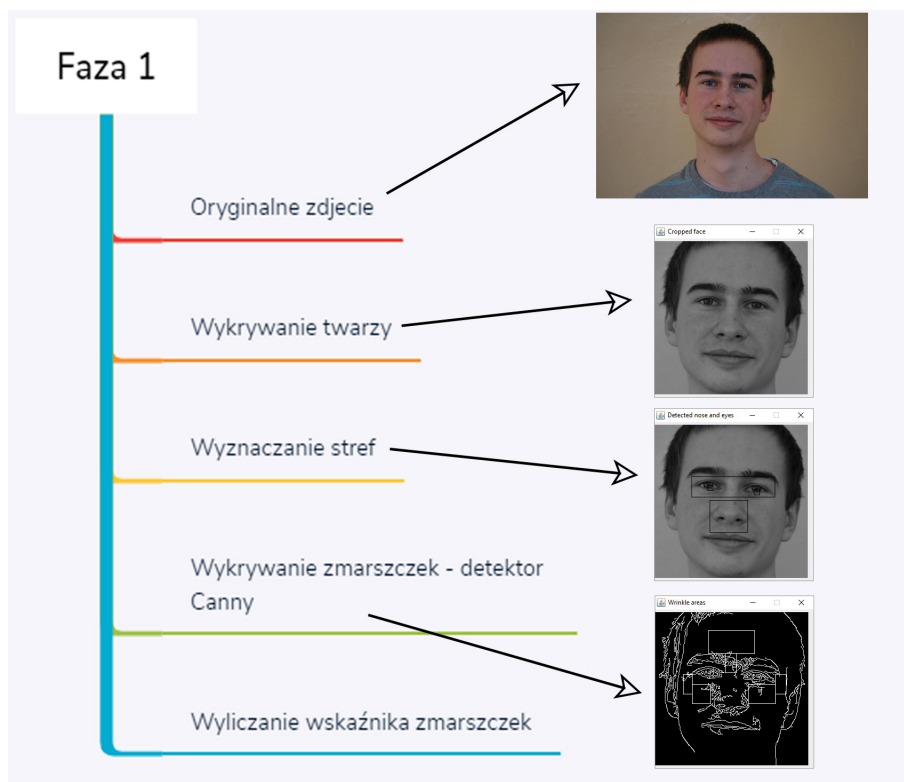 Faza 1
Oryginalne zdjecie
Cropped face
Wykrywanie twarzy
Detected nose and eyes
Wyznaczanie stref
Wykrywanie zmarszczek - detektor
Canny
Wrinkle areas
Wyliczanie wskaźnika zmarszczek